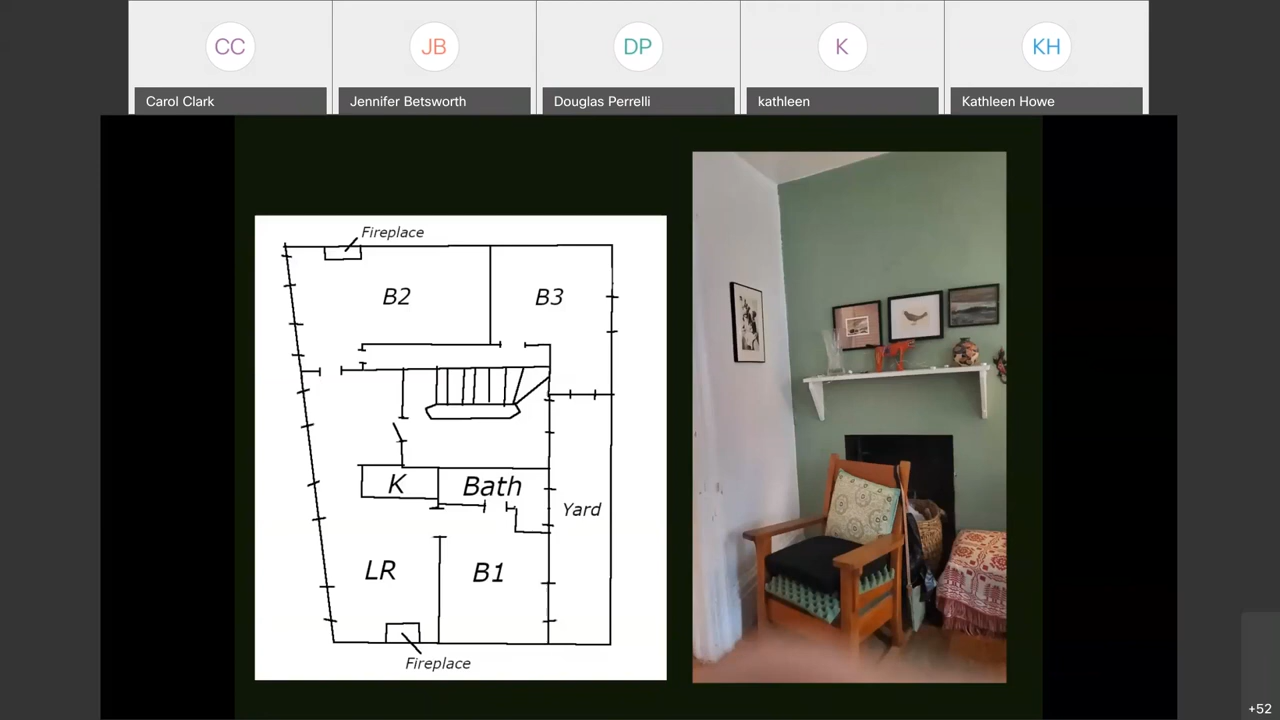 CC
JB
DP
K
KH
Carol Clark
Jennifer Betsworth
Douglas Perrelli
kathleen
Kathleen Howe
Fireplace
B2
B3
K
Bath
Yard
LR
B1
Fireplace
+52